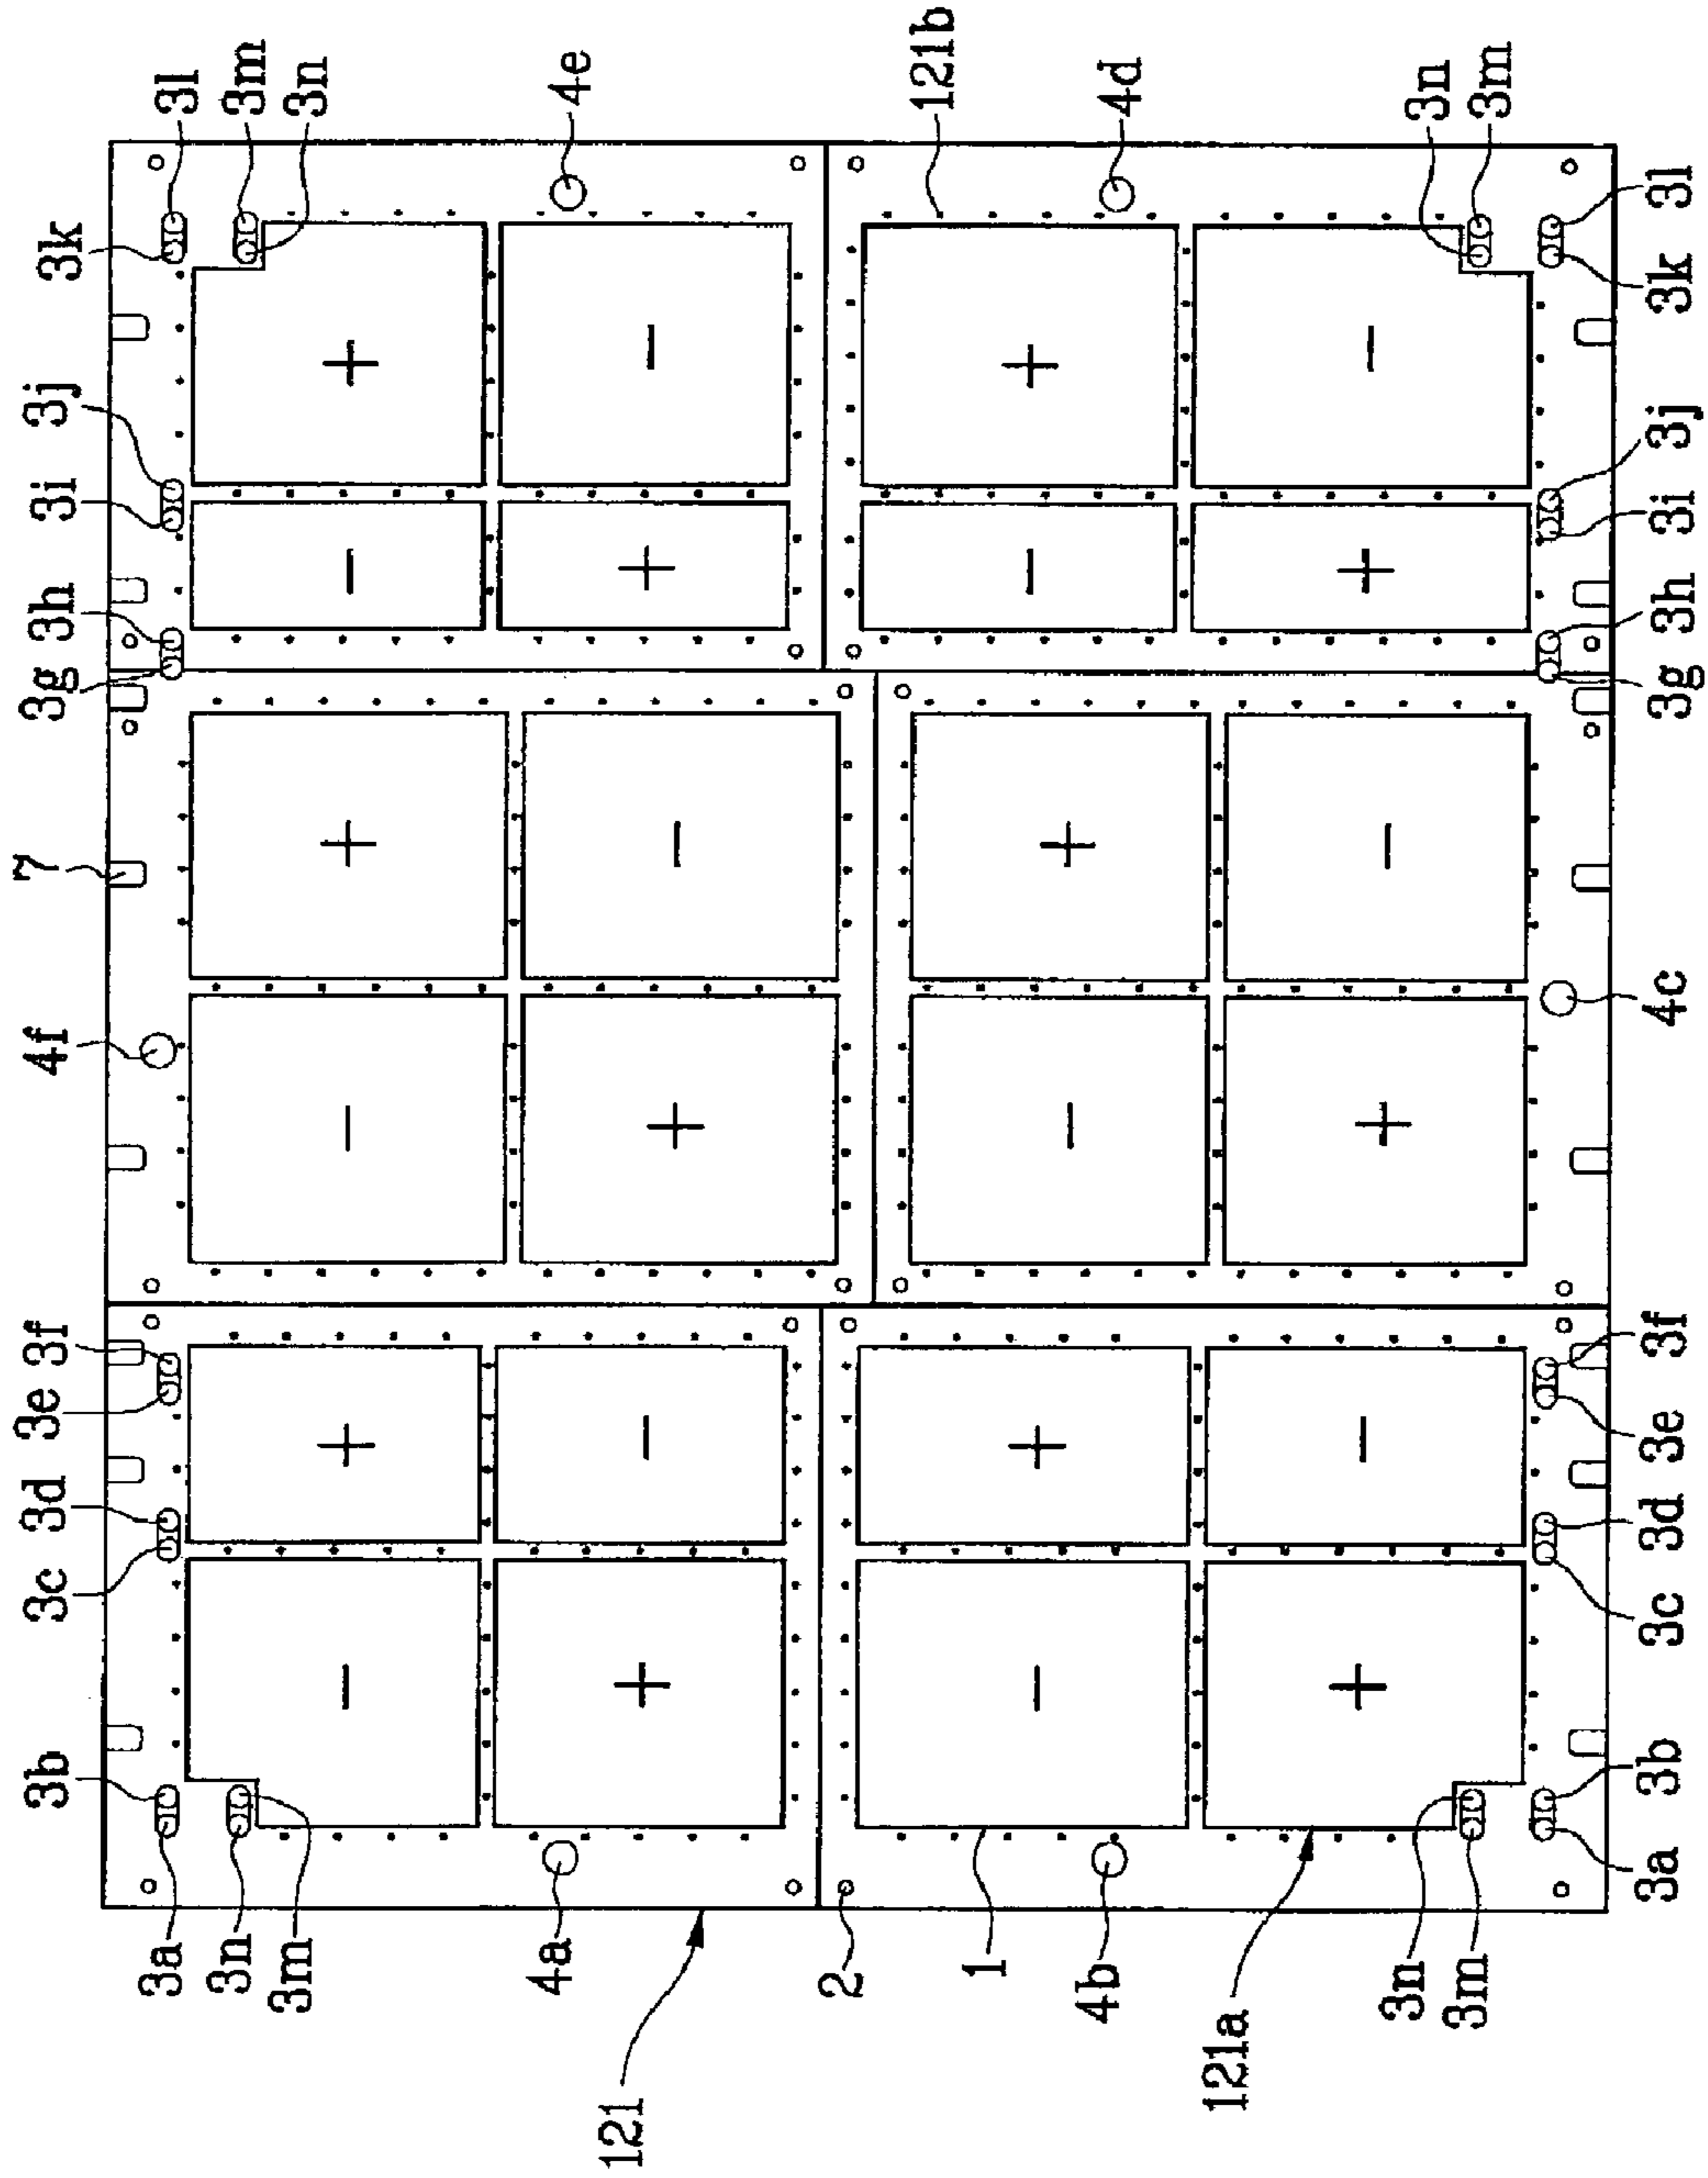 3b 3c 3d 3e 3f 4f 7 3g 3h 3i 3j 3k
3a 3l
3n 3m
3m 3n
− + − + − +
4a 4e
121
+ − + − + −
2
121b
1
− + − + − +
4b 4d
121a
+ − + − + −
3n 3n
3m 3m
3a 3b 3c 3d 3e 3f 4c 3g 3h 3i 3j 3k 3l